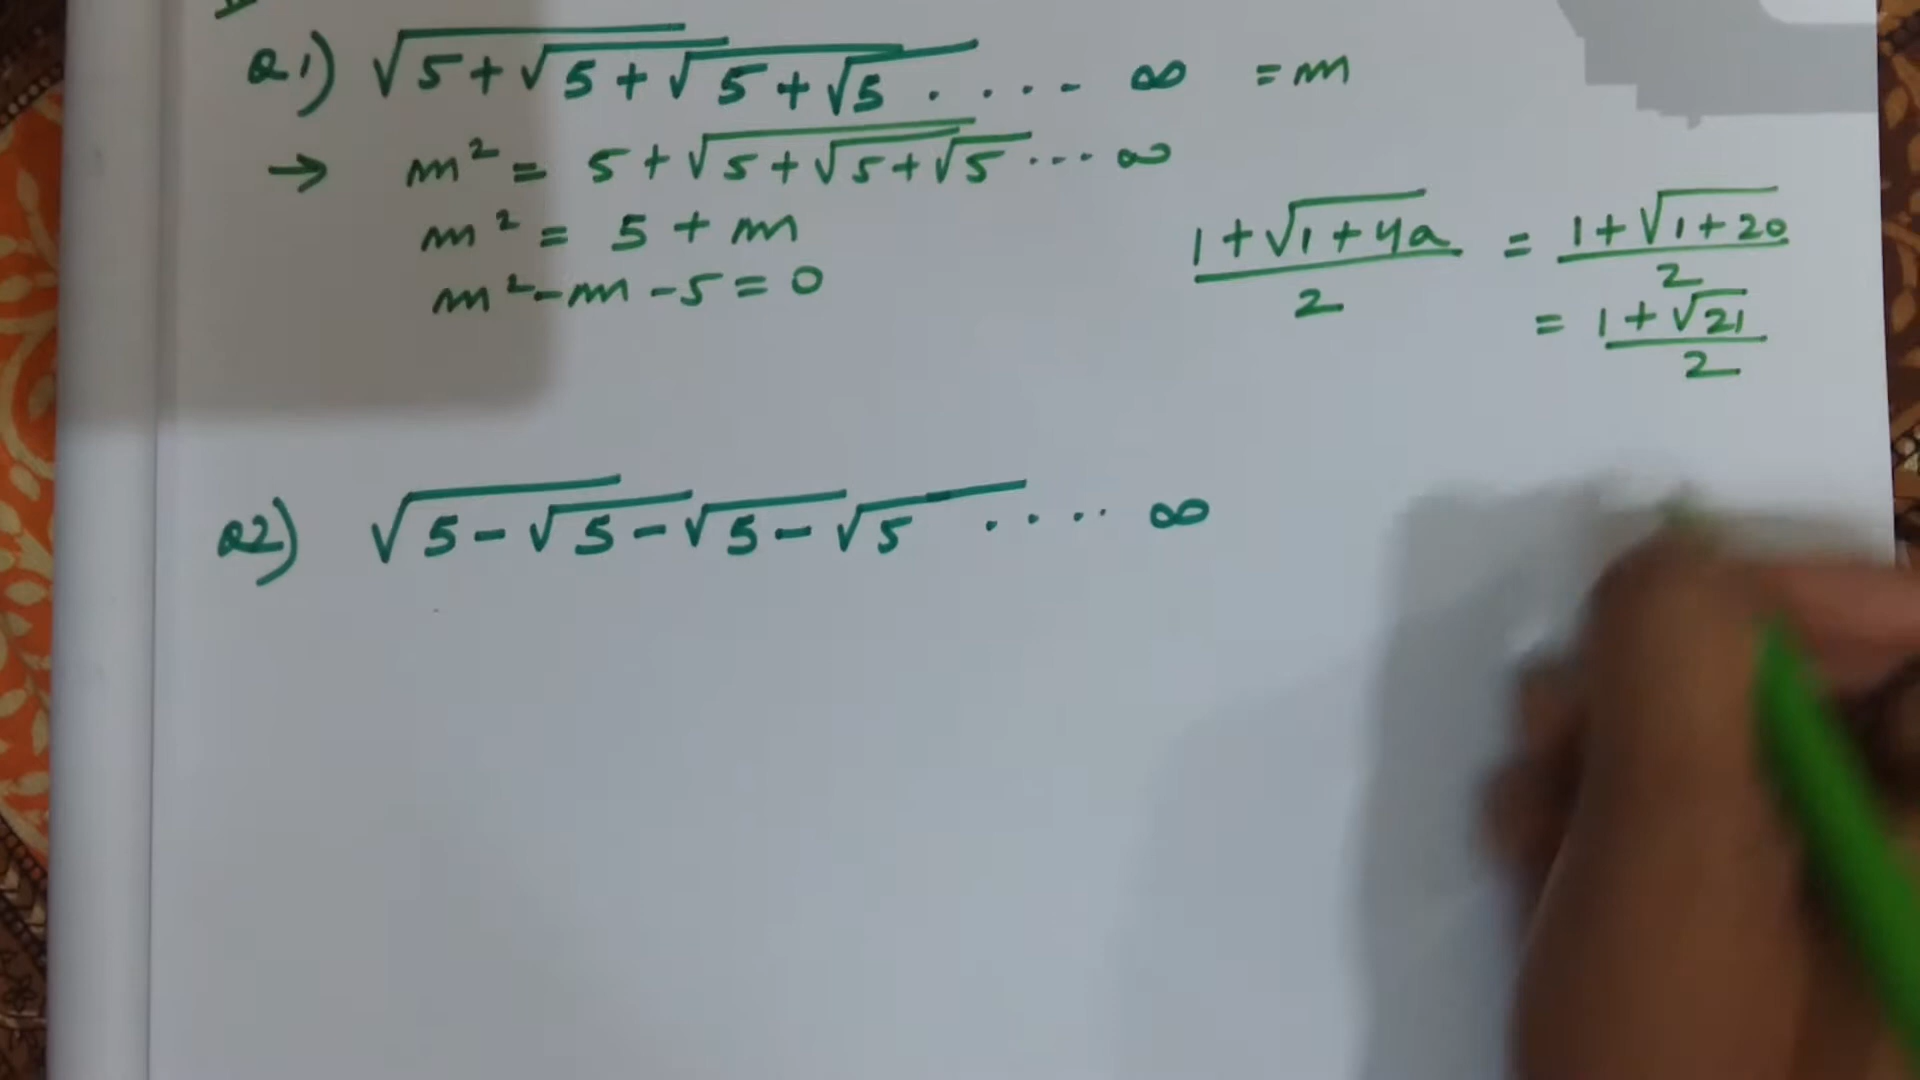 Q1) √5+√5+√5+√5 .... ∞ = m
→ m² = 5+√5+√5+√5 ... ∞
m² = 5 + m
m² - m - 5 = 0
1+√1+4a / 2 = 1+√1+20 / 2
= 1+√21 / 2
Q2) √5-√5-√5-√5 .... ∞